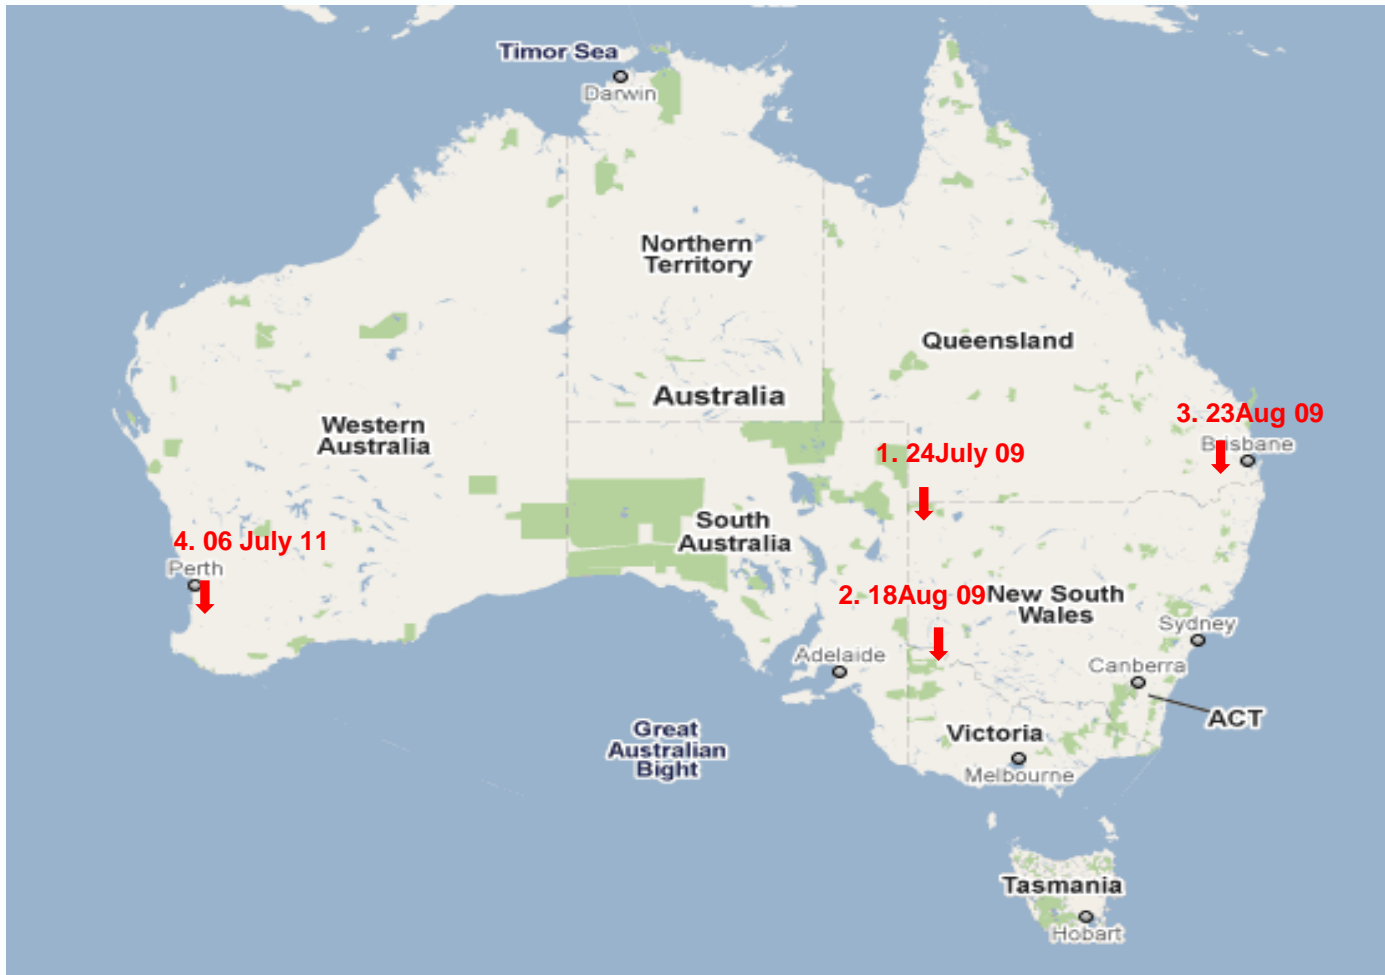 Timor Sea
Darwin
Northern
Territory
Queensland
Australia
Western
Australia
3. 23Aug 09
Brisbane
1. 24July 09
South
Australia
4. 06 July 11
Perth
2. 18Aug 09
New South
Wales
Sydney
Adelaide
Canberra
ACT
Great
Australian
Bight
Victoria
Melbourne
Tasmania
Hobart